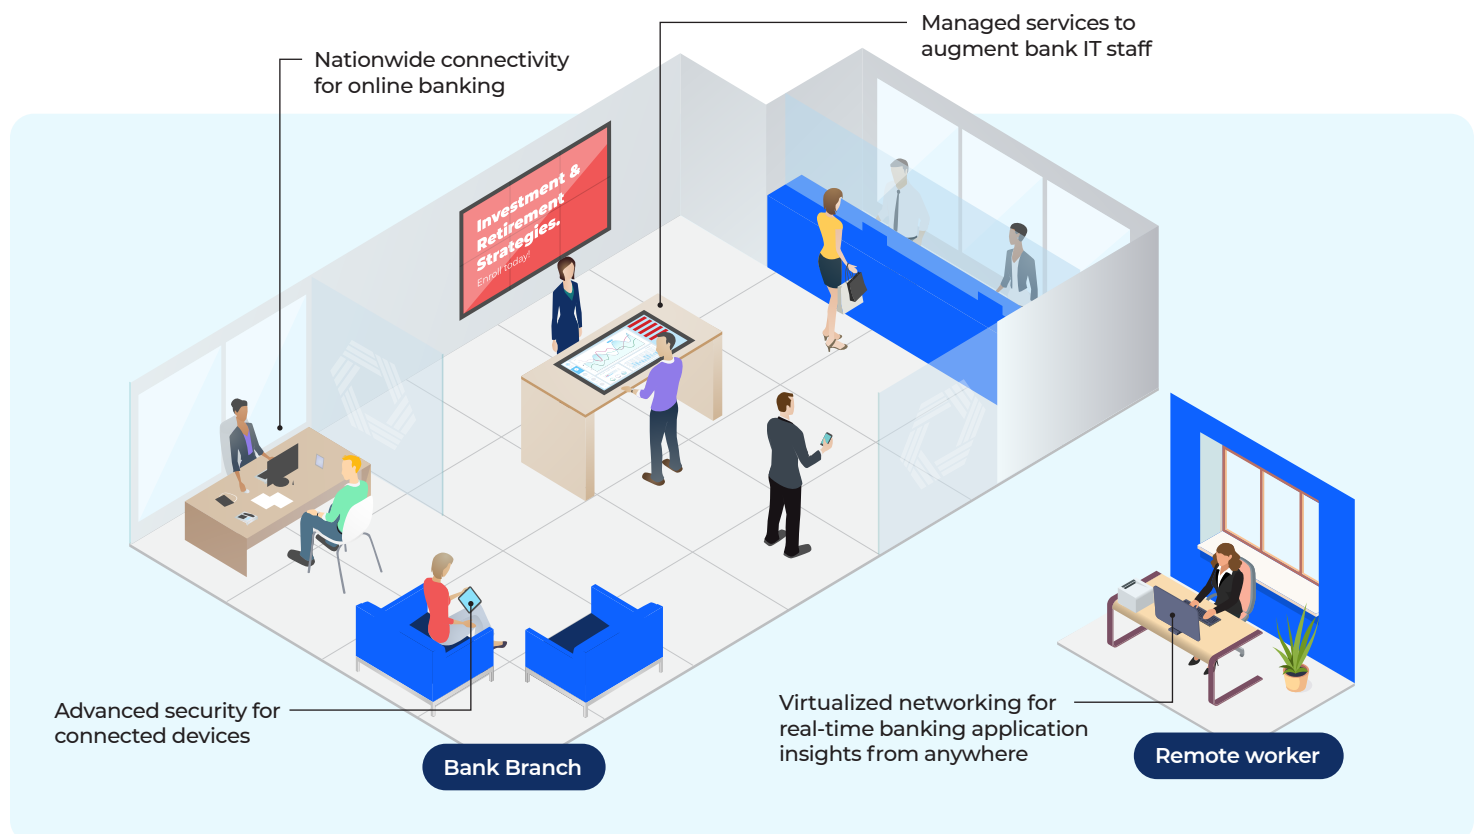 Managed services to
augment bank IT staff
Nationwide connectivity
for online banking
Investment &
Retirement
Strategies.
Enroll today!
Advanced security for
connected devices
Bank Branch
Virtualized networking for
real-time banking application
insights from anywhere
Remote worker